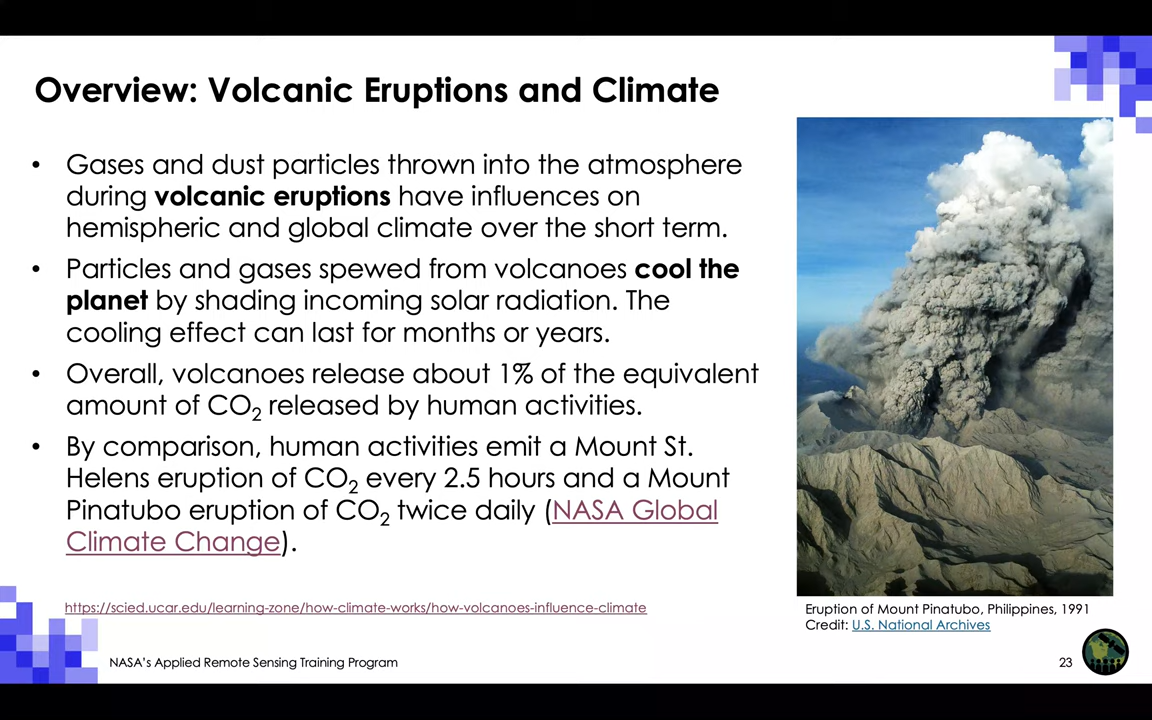 Overview: Volcanic Eruptions and Climate
• Gases and dust particles thrown into the atmosphere
during volcanic eruptions have influences on
hemispheric and global climate over the short term.
• Particles and gases spewed from volcanoes cool the
planet by shading incoming solar radiation. The
cooling effect can last for months or years.
• Overall, volcanoes release about 1% of the equivalent
amount of CO₂ released by human activities.
• By comparison, human activities emit a Mount St.
Helens eruption of CO₂ every 2.5 hours and a Mount
Pinatubo eruption of CO₂ twice daily (NASA Global
Climate Change).
https://scied.ucar.edu/learning-zone/how-climate-works/how-volcanoes-influence-climate
Eruption of Mount Pinatubo, Philippines, 1991
Credit: U.S. National Archives
NASA's Applied Remote Sensing Training Program
23